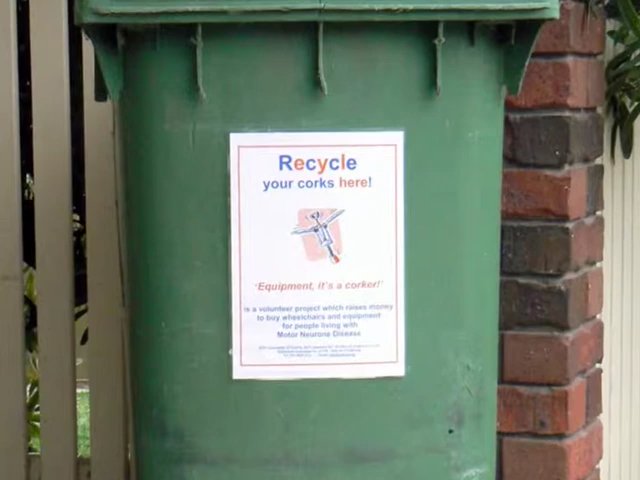 Recycle
your corks here!
'Equipment, it's a corker!'
is a volunteer project which raises money
to buy wheelchairs and equipment
for people living with
Motor Neurone Disease